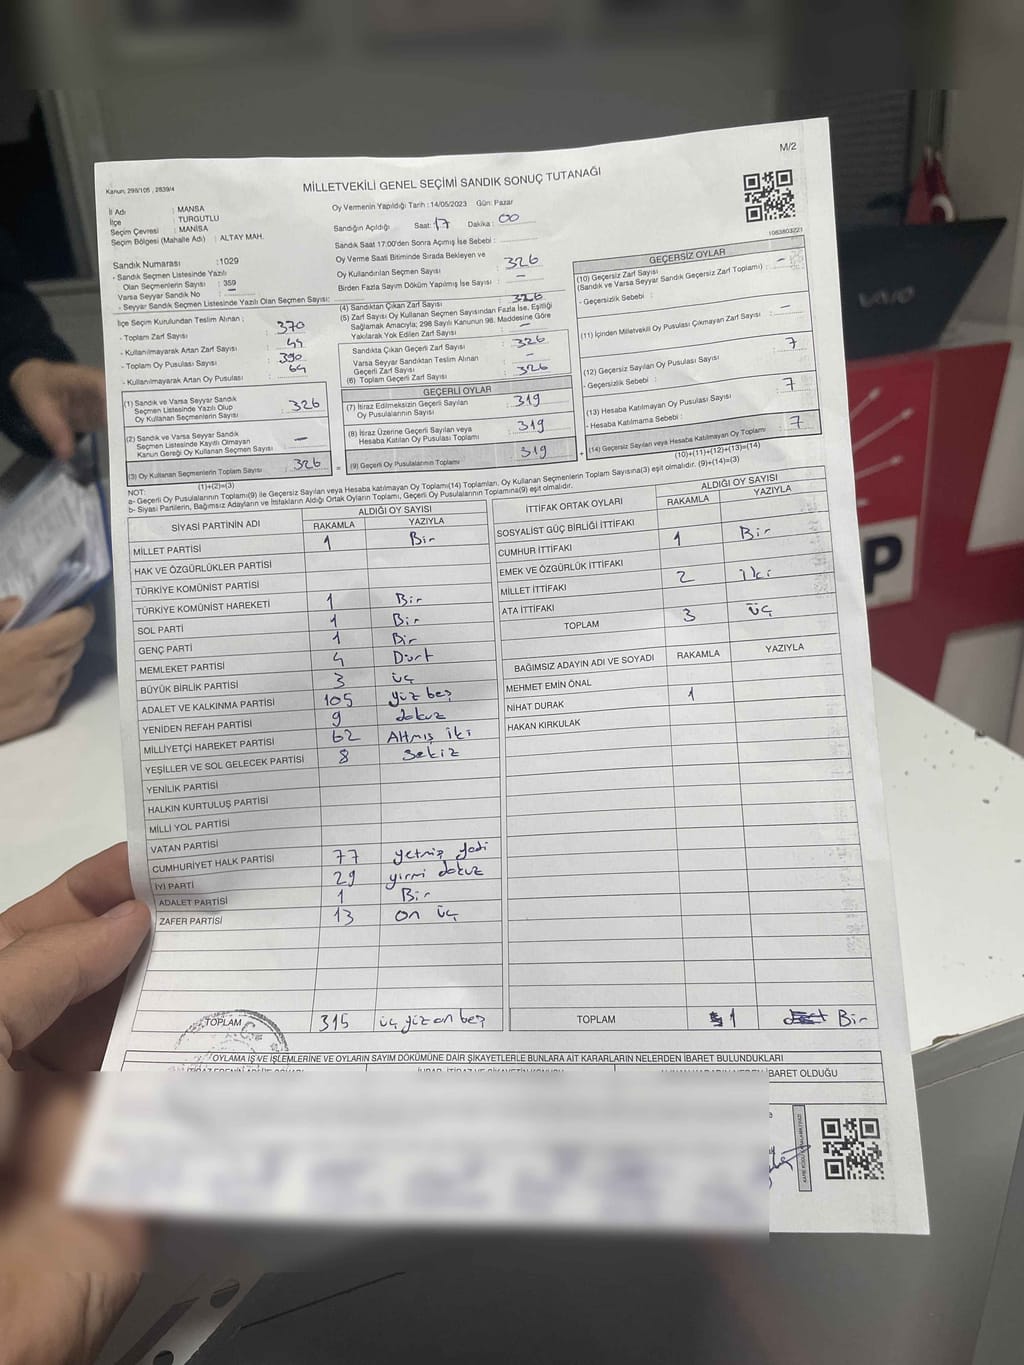 M/2
Kanun; 298/105 , 2839/4
MİLLETVEKİLİ GENEL SEÇİMİ SANDIK SONUÇ TUTANAĞI
İl Adı : MANİSA
İlçe : TURGUTLU
Seçim Çevresi : MANİSA
Seçim Bölgesi (Mahalle Adı) : ALTAY MAH.
Oy Vermenin Yapıldığı Tarih : 14/05/2023 Gün: Pazar
Sandığın Açıldığı Saat: 17 Dakika : 00
Sandık Saat 17:00'den Sonra Açımış İse Sebebi :
Oy Verme Saati Bitiminde Sırada Bekleyen ve
Oy Kullandırılan Seçmen Sayısı : 326
Birden Fazla Sayım Döküm Yapılmış İse Sayısı : –
1063803221
Sandık Numarası : 1029
- Sandık Seçmen Listesinde Yazılı
Olan Seçmenlerin Sayısı : 359
Varsa Seyyar Sandık No : –
- Seyyar Sandık Seçmen Listesinde Yazılı Olan Seçmen Sayısı:
İlçe Seçim Kurulundan Teslim Alınan ;
- Toplam Zarf Sayısı : 370
- Kullanılmayarak Artan Zarf Sayısı : 44
- Toplam Oy Pusulası Sayısı : 390
- Kullanılmayarak Artan Oy Pusulası : 64
(1) Sandık ve Varsa Seyyar Sandık
Seçmen Listesinde Yazılı Olup
Oy Kullanan Seçmenlerin Sayısı : 326
(2) Sandık ve Varsa Seyyar Sandık
Seçmen Listesinde Kayıtlı Olmayan
Kanun Gereği Oy Kullanan Seçmen Sayısı : –
(3) Oy Kullanan Seçmenlerin Toplam Sayısı : 326
(1)+(2)=(3)
(4) Sandıktan Çıkan Zarf Sayısı : 326
(5) Zarf Sayısı Oy Kullanan Seçmen Sayısından Fazla İse, Eşitliği
Sağlamak Amacıyla; 298 Sayılı Kanunun 98. Maddesine Göre
Yakılarak Yok Edilen Zarf Sayısı : –
Sandıkta Çıkan Geçerli Zarf Sayısı : 326
Varsa Seyyar Sandıktan Teslim Alınan
Geçerli Zarf Sayısı : –
(6) Toplam Geçerli Zarf Sayısı : 326
GEÇERLİ OYLAR
(7) İtiraz Edilmeksizin Geçerli Sayılan
Oy Pusulalarının Sayısı : 319
(8) İtiraz Üzerine Geçerli Sayılan veya
Hesaba Katılan Oy Pusulası Toplamı : 319
(9) Geçerli Oy Pusulalarının Toplamı : 319
GEÇERSİZ OYLAR
(10) Geçersiz Zarf Sayısı
(Sandık ve Varsa Seyyar Sandık Geçersiz Zarf Toplamı) : –
- Geçersizlik Sebebi :
(11) İçinden Milletvekili Oy Pusulası Çıkmayan Zarf Sayısı : –
(12) Geçersiz Sayılan Oy Pusulası Sayısı : 7
- Geçersizlik Sebebi :
(13) Hesaba Katılmayan Oy Pusulası Sayısı : 7
- Hesaba Katılmama Sebebi :
(14) Geçersiz Sayılan veya Hesaba Katılmayan Oy Toplamı : 7
(10)+(11)+(12)+(13)=(14)
NOT:
a- Geçerli Oy Pusulalarının Toplamı(9) ile Geçersiz Sayılan veya Hesaba Katılmayan Oy Toplamı(14) Toplamları, Oy Kullanan Seçmenlerin Toplam Sayısına(3) eşit olmalıdır. (9)+(14)=(3)
b- Siyasi Partilerin, Bağımsız Adayların ve İttifakların Aldığı Ortak Oyların Toplamı, Geçerli Oy Pusulalarının Toplamına(9) eşit olmalıdır.
SİYASİ PARTİNİN ADI ALDIĞI OY SAYISI
RAKAMLA YAZIYLA
MİLLET PARTİSİ 1 Bir
HAK VE ÖZGÜRLÜKLER PARTİSİ
TÜRKİYE KOMÜNİST PARTİSİ
TÜRKİYE KOMÜNİST HAREKETİ 1 Bir
SOL PARTİ 1 Bir
GENÇ PARTİ 1 Bir
MEMLEKET PARTİSİ 4 Dört
BÜYÜK BİRLİK PARTİSİ 3 üç
ADALET VE KALKINMA PARTİSİ 105 yüz beş
YENİDEN REFAH PARTİSİ 9 dokuz
MİLLİYETÇİ HAREKET PARTİSİ 62 Altmış iki
YEŞİLLER VE SOL GELECEK PARTİSİ 8 sekiz
YENİLİK PARTİSİ
HALKIN KURTULUŞ PARTİSİ
MİLLİ YOL PARTİSİ
VATAN PARTİSİ
CUMHURİYET HALK PARTİSİ 77 yetmiş yedi
İYİ PARTİ 29 yirmi dokuz
ADALET PARTİSİ 1 Bir
ZAFER PARTİSİ 13 on üç
TOPLAM 315 üç yüz on beş
İTTİFAK ORTAK OYLARI ALDIĞI OY SAYISI
RAKAMLA YAZIYLA
SOSYALİST GÜÇ BİRLİĞİ İTTİFAKI
CUMHUR İTTİFAKI 1 Bir
EMEK VE ÖZGÜRLÜK İTTİFAKI
MİLLET İTTİFAKI 2 iki
ATA İTTİFAKI
TOPLAM 3 üç
BAĞIMSIZ ADAYIN ADI VE SOYADI RAKAMLA YAZIYLA
MEHMET EMİN ÖNAL
NİHAT DURAK 1
HAKAN KIRKULAK
TOPLAM 1 Bir
OYLAMA İŞ VE İŞLEMLERİNE VE OYLARIN SAYIM DÖKÜMÜNE DAİR ŞİKAYETLERLE BUNLARA AİT KARARLARIN NELERDEN İBARET BULUNDUKLARI
İBARET OLDUĞU
VAIO
P